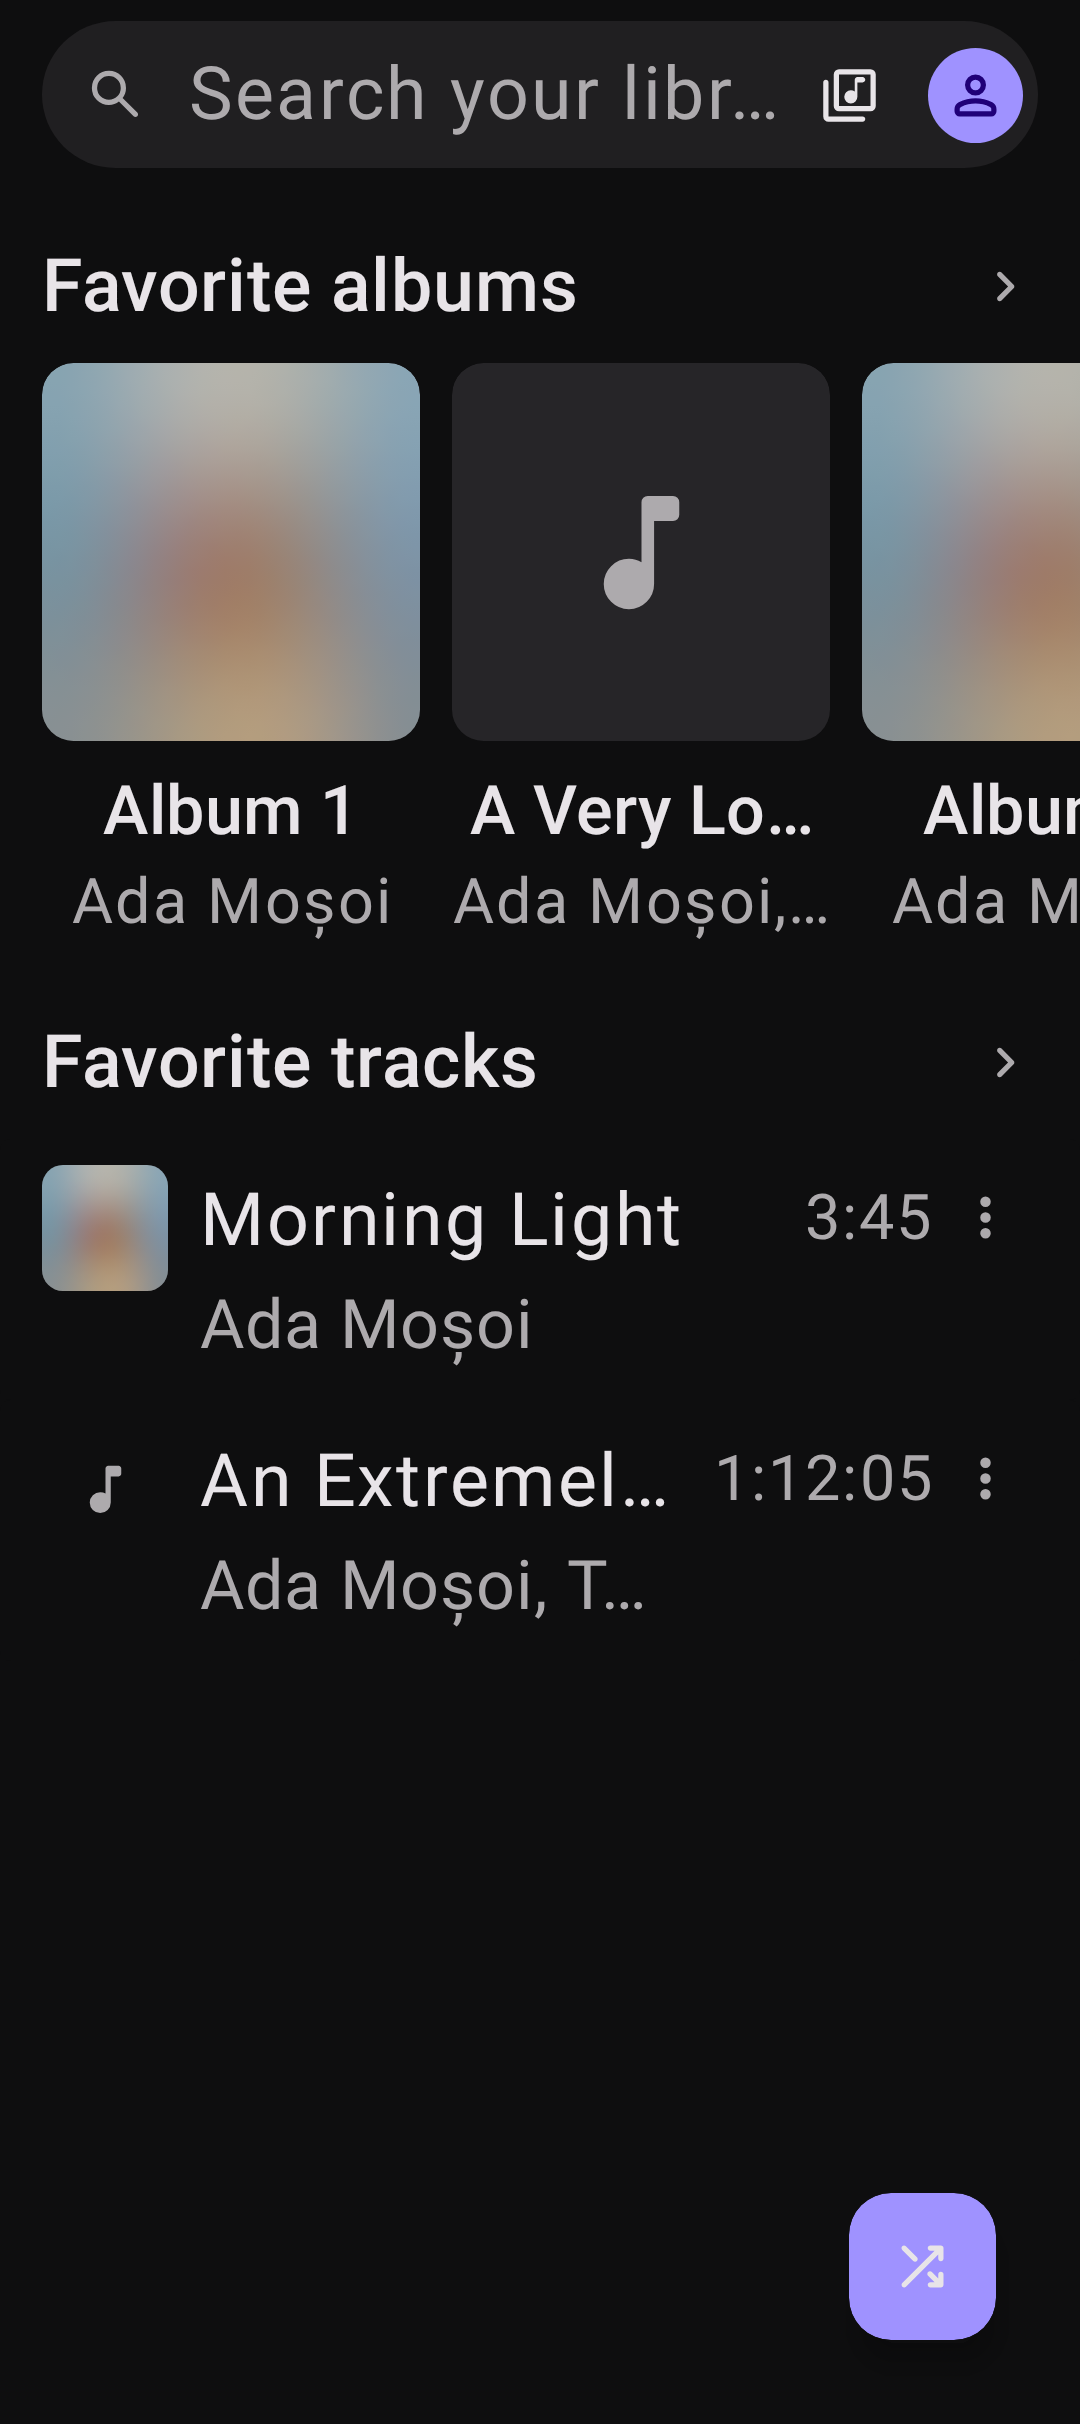 Search your libr…
Favorite albums
Album 1
A Very Lo…
Ada Moșoi
Ada Moșoi,…
Ada M
Favorite tracks
Morning Light
3:45
Ada Moșoi
An Extremel…
1:12:05
Ada Moșoi, T…